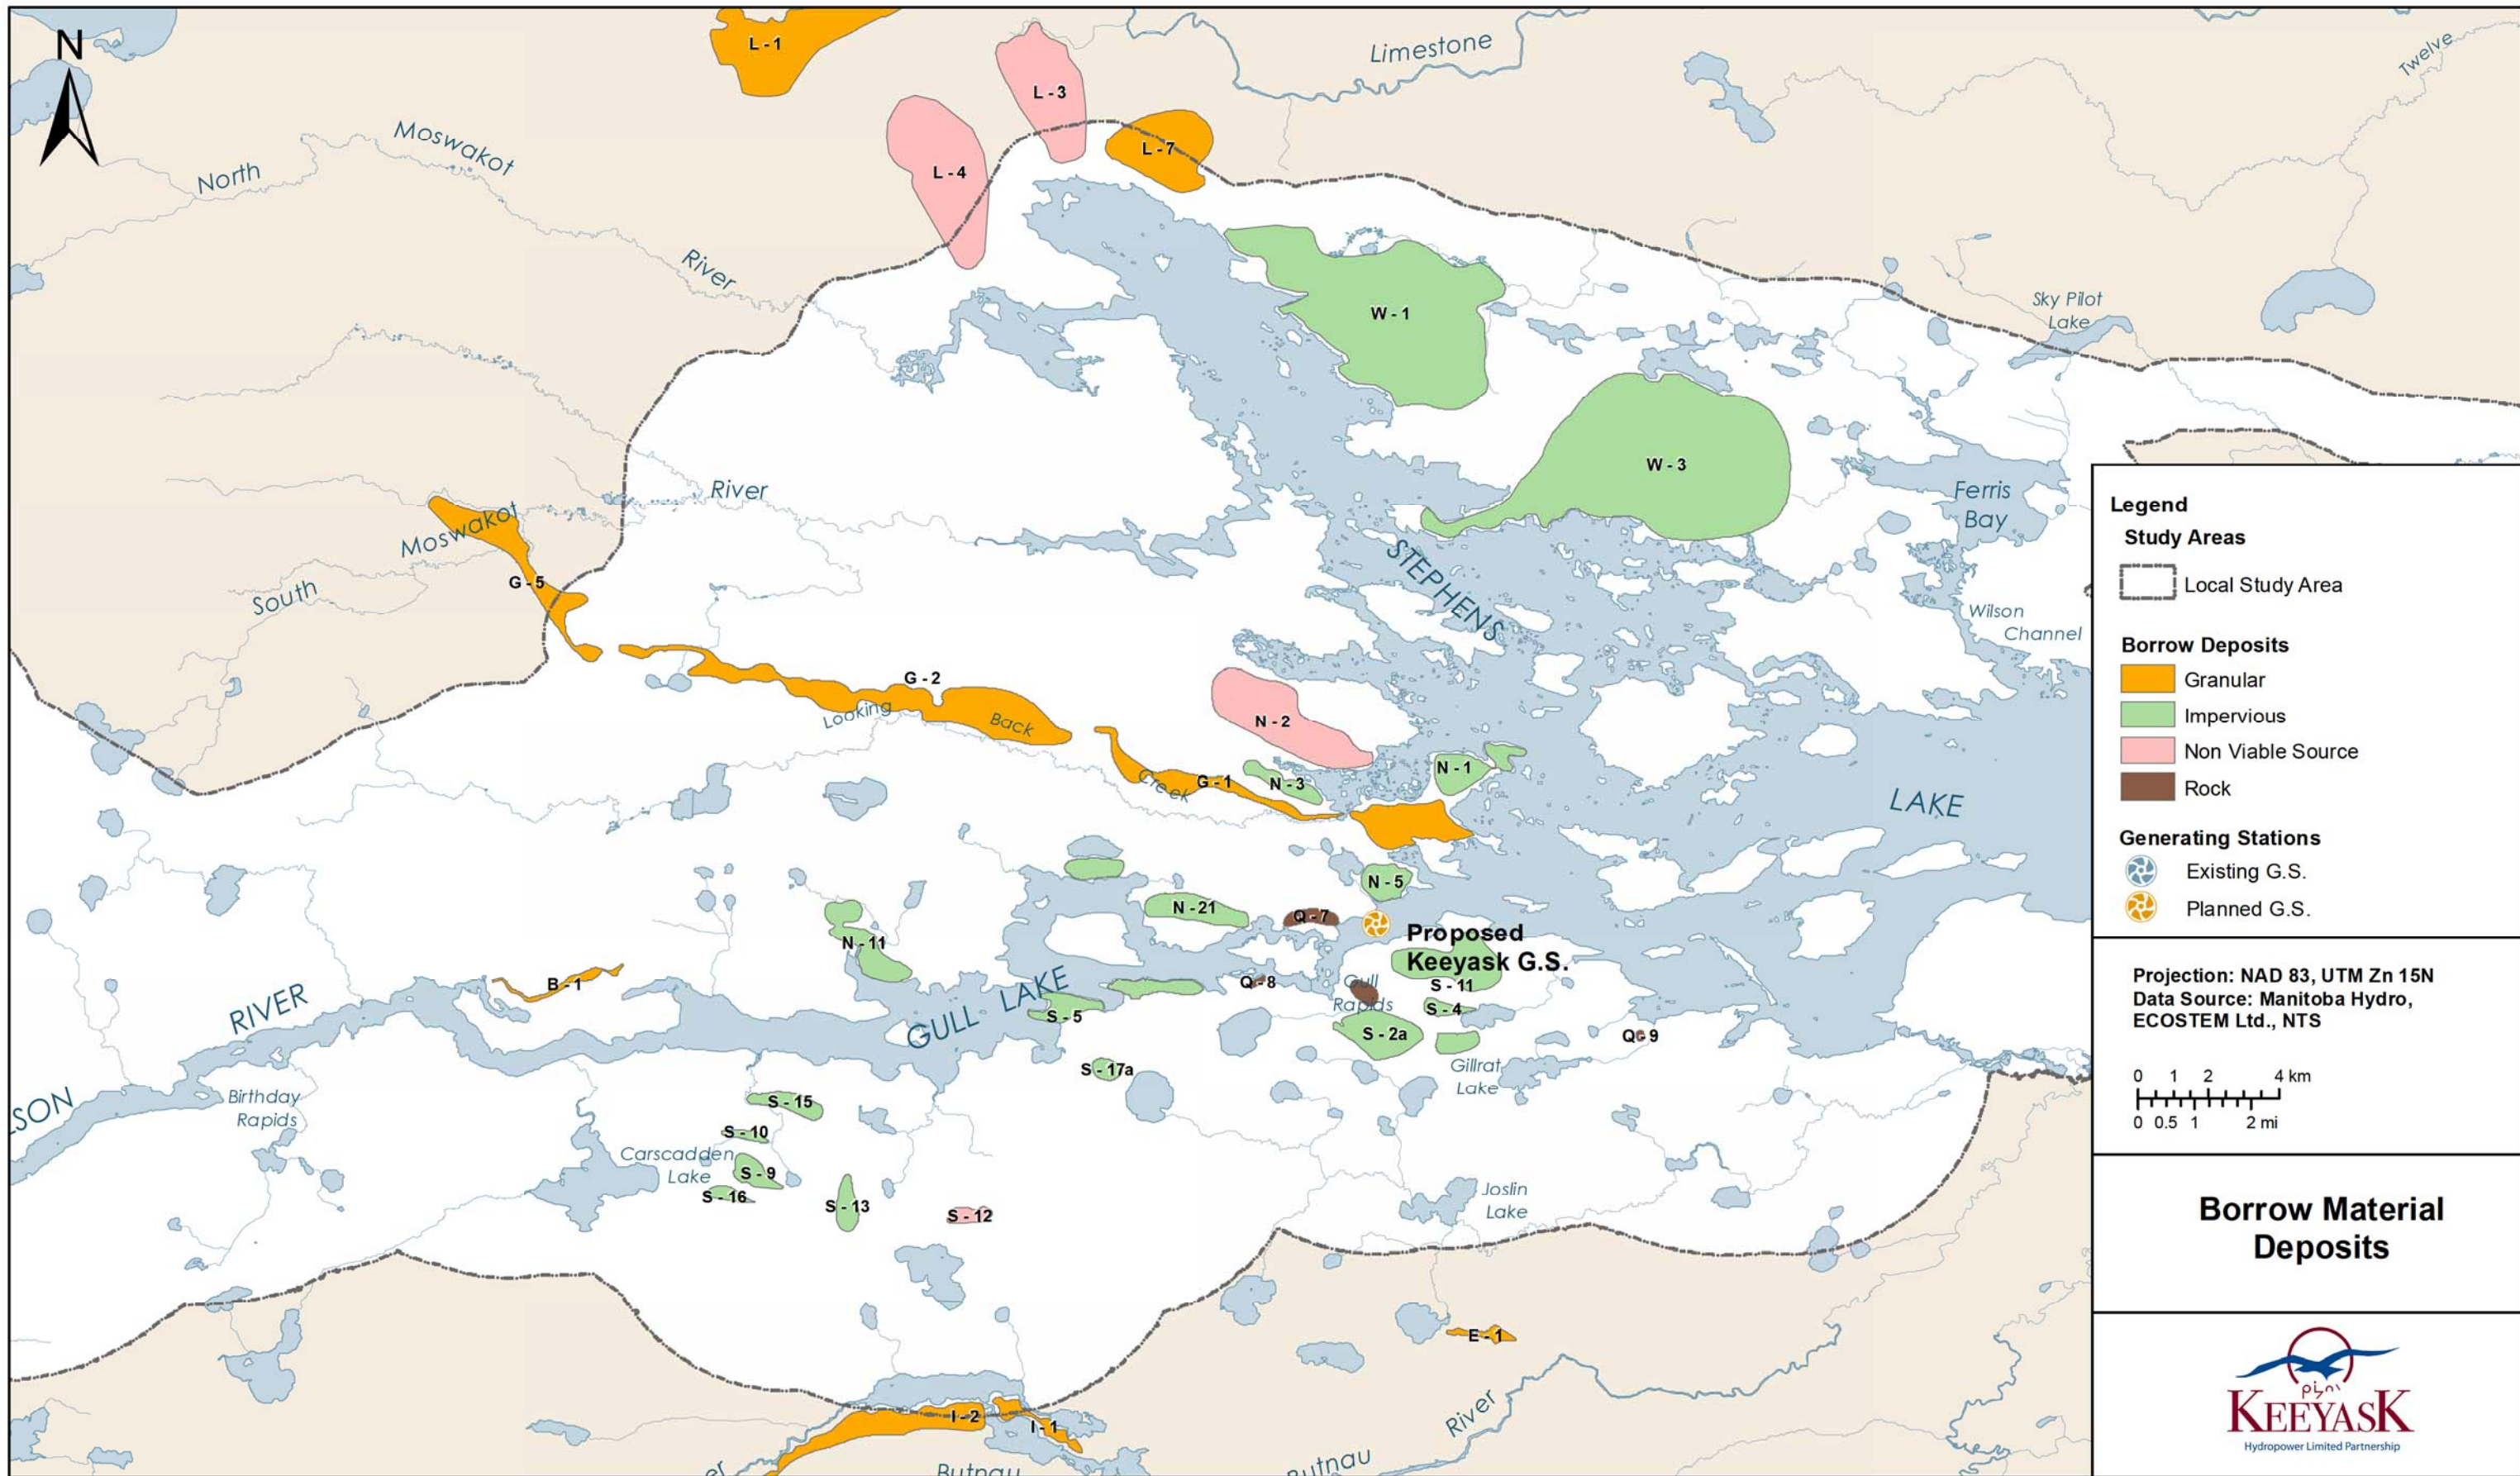 N
L - 1
L - 3
L - 4
L - 7
Limestone
Twelve
North
Moswakot
River
W - 1
Sky Pilot
Lake
W - 3
Ferris
Bay
South
Moswakot
River
G - 5
STEPHENS
LAKE
Wilson
Channel
G - 2
Looking
Back
Creek
G - 1
N - 2
N - 3
N - 1
N - 5
N - 21
Q - 7
N - 11
B - 1
Proposed
Keeyask G.S.
S - 11
Q - 8
Gull
Rapids
S - 4
S - 5
S - 2a
Q - 9
GULL LAKE
RIVER
SON
Birthday
Rapids
S - 17a
Gillrat
Lake
S - 15
S - 10
Carscadden
Lake
S - 9
S - 16
S - 13
S - 12
Joslin
Lake
E - 1
I - 2
I - 1
er
Butnau
Butnau
River
Legend
Study Areas
Local Study Area
Borrow Deposits
Granular
Impervious
Non Viable Source
Rock
Generating Stations
Existing G.S.
Planned G.S.
Projection: NAD 83, UTM Zn 15N
Data Source: Manitoba Hydro,
ECOSTEM Ltd., NTS
0 1 2 4 km
0 0.5 1 2 mi
Borrow Material
Deposits
KEEYASK
Hydropower Limited Partnership